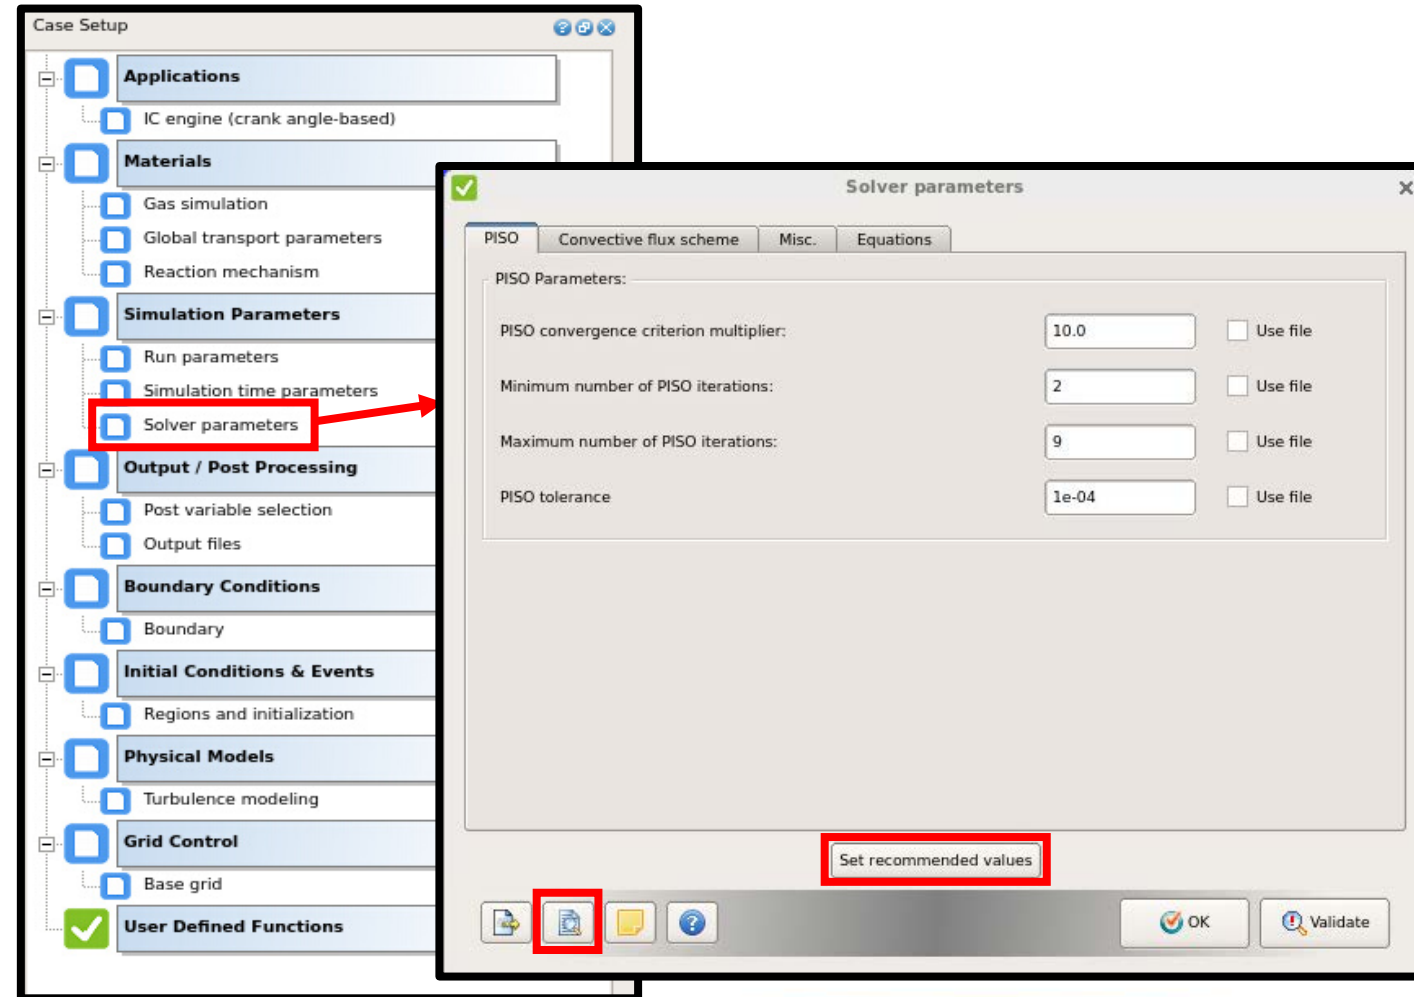 Case Setup
Applications
IC engine (crank angle-based)
Materials
Gas simulation
Global transport parameters
Reaction mechanism
Simulation Parameters
Run parameters
Simulation time parameters
Solver parameters
Output / Post Processing
Post variable selection
Output files
Boundary Conditions
Boundary
Initial Conditions & Events
Regions and initialization
Physical Models
Turbulence modeling
Grid Control
Base grid
User Defined Functions
Solver parameters
PISO Convective flux scheme Misc. Equations
PISO Parameters:
PISO convergence criterion multiplier: 10.0 Use file
Minimum number of PISO iterations: 2 Use file
Maximum number of PISO iterations: 9 Use file
PISO tolerance 1e-04 Use file
Set recommended values
OK Validate